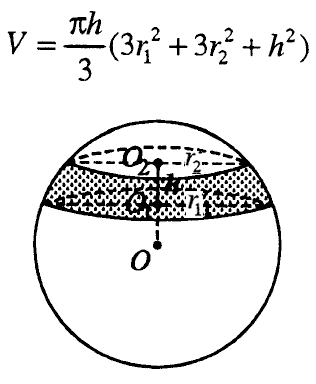 V = πh/3 (3r₁² + 3r₂² + h²)
O₂ r₂
h
O₁ r₁
O